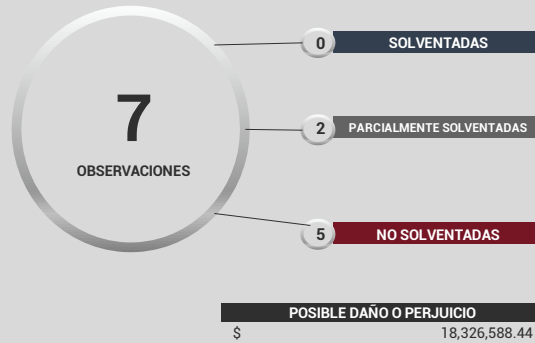 7
OBSERVACIONES
0 SOLVENTADAS
2 PARCIALMENTE SOLVENTADAS
5 NO SOLVENTADAS
POSIBLE DAÑO O PERJUICIO
$ 18,326,588.44